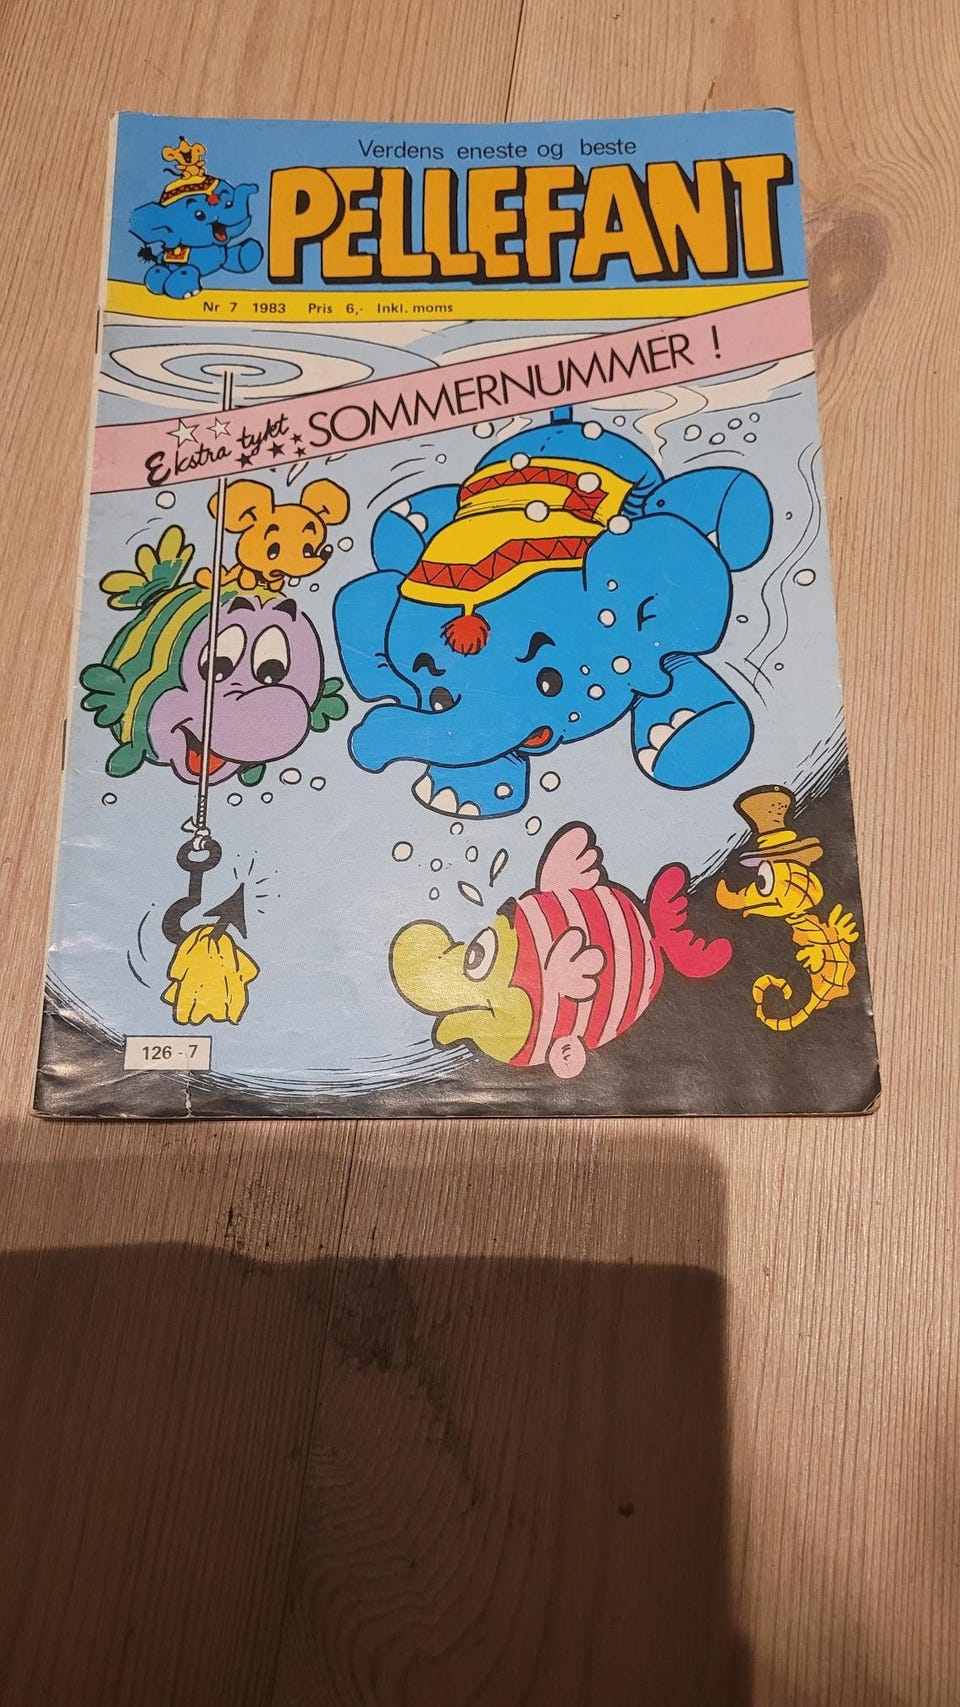 Verdens eneste og beste
PELLEFANT
Nr 7 1983 Pris 6,- Inkl. moms
Ekstra tykt SOMMERNUMMER !
126-7